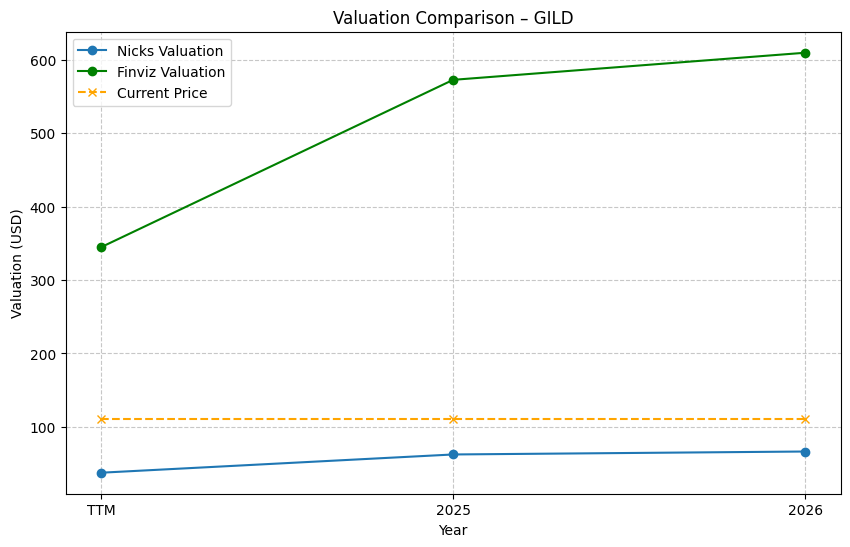 Valuation Comparison – GILD
Nicks Valuation
Finviz Valuation
Current Price
Valuation (USD)
600
500
400
300
200
100
TTM
2025
2026
Year